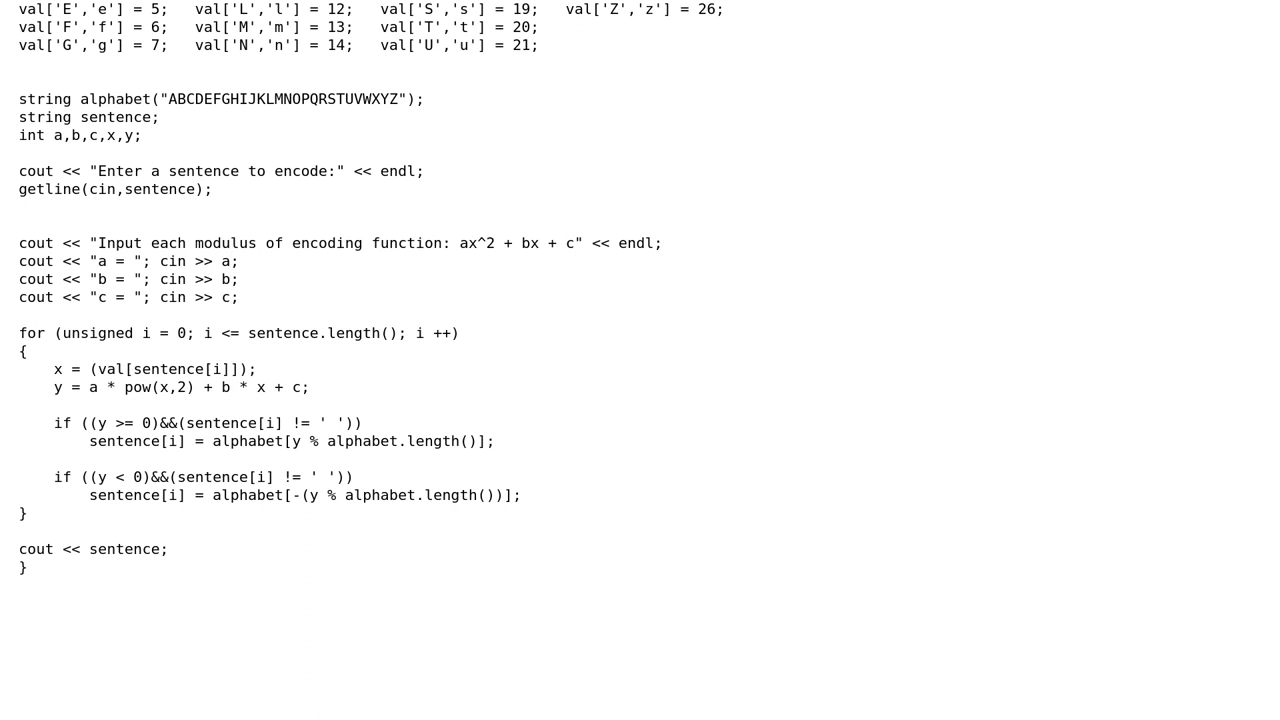 val['E','e'] = 5;   val['L','l'] = 12;   val['S','s'] = 19;   val['Z','z'] = 26;
val['F','f'] = 6;   val['M','m'] = 13;   val['T','t'] = 20;
val['G','g'] = 7;   val['N','n'] = 14;   val['U','u'] = 21;
string alphabet("ABCDEFGHIJKLMNOPQRSTUVWXYZ");
string sentence;
int a,b,c,x,y;
cout << "Enter a sentence to encode:" << endl;
getline(cin,sentence);
cout << "Input each modulus of encoding function: ax^2 + bx + c" << endl;
cout << "a = "; cin >> a;
cout << "b = "; cin >> b;
cout << "c = "; cin >> c;
for (unsigned i = 0; i <= sentence.length(); i ++)
{
    x = (val[sentence[i]]);
    y = a * pow(x,2) + b * x + c;
    if ((y >= 0)&&(sentence[i] != ' '))
        sentence[i] = alphabet[y % alphabet.length()];
    if ((y < 0)&&(sentence[i] != ' '))
        sentence[i] = alphabet[-(y % alphabet.length())];
}
cout << sentence;
}